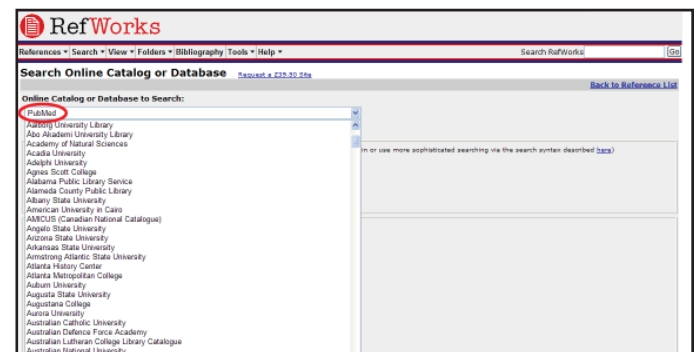 RefWorks
References Search View Folders Bibliography Tools Help Search RefWorks Go
Search Online Catalog or Database Request a Z39.50 Site
Back to Reference List
Online Catalog or Database to Search:
PubMed
Aalborg University Library
Åbo Akademi University Library
Academy of Natural Sciences
Acadia University
Adelphi University
in or use more sophisticated searching via the search syntax described here)
Agnes Scott College
Alabama Public Library Service
Alameda County Public Library
Albany State University
American University in Cairo
AMICUS (Canadian National Catalogue)
Angelo State University
Arizona State University
Arkansas State University
Armstrong Atlantic State University
Atlanta History Center
Atlanta Metropolitan College
Auburn University
Augusta State University
Augustana College
Aurora University
Australian Catholic University
Australian Defence Force Academy
Australian Lutheran College Library Catalogue
Australian National University